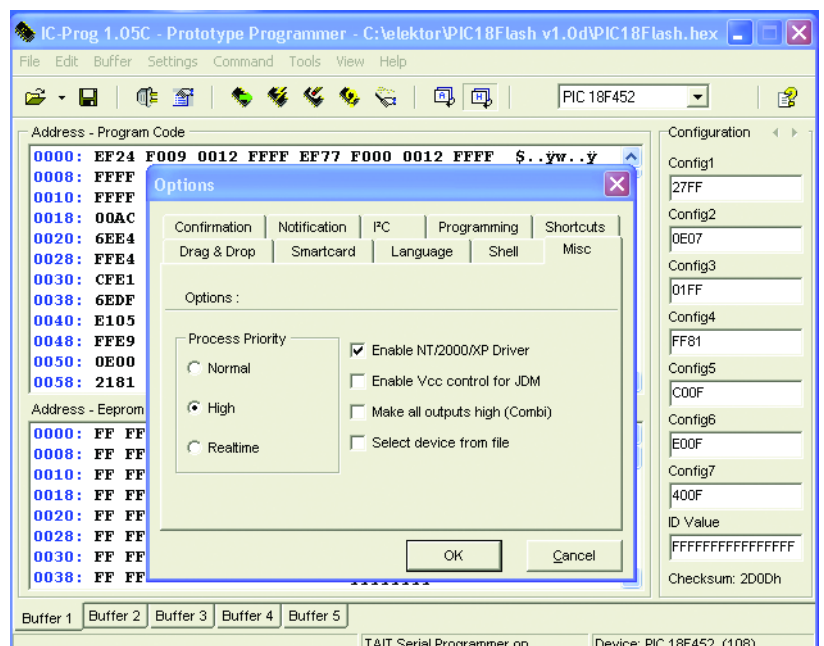 IC-Prog 1.05C - Prototype Programmer - C:\elektor\PIC18Flash v1.0d\PIC18Flash.hex
File Edit Buffer Settings Command Tools View Help
PIC 18F452
Address - Program Code
0000: EF24 F009 0012 FFFF EF77 F000 0012 FFFF $..ÿw..ÿ
0008: FFFF
0010: FFFF
0018: 00AC
0020: 6EE4
0028: FFE4
0030: CFE1
0038: 6EDF
0040: E105
0048: FFE9
0050: 0E00
0058: 2181
Address - Eeprom
0000: FF FF
0008: FF FF
0010: FF FF
0018: FF FF
0020: FF FF
0028: FF FF
0030: FF FF
0038: FF FF
Options
Confirmation Notification I²C Programming Shortcuts
Drag & Drop Smartcard Language Shell Misc
Options :
Process Priority
Normal
High
Realtime
Enable NT/2000/XP Driver
Enable Vcc control for JDM
Make all outputs high (Combi)
Select device from file
OK Cancel
Configuration
Config1
27FF
Config2
0E07
Config3
01FF
Config4
FF81
Config5
C00F
Config6
E00F
Config7
400F
ID Value
FFFFFFFFFFFFFFFF
Checksum: 2D0Dh
Buffer 1 Buffer 2 Buffer 3 Buffer 4 Buffer 5
TAIT Serial Programmer on Device: PIC 18F452 (108)